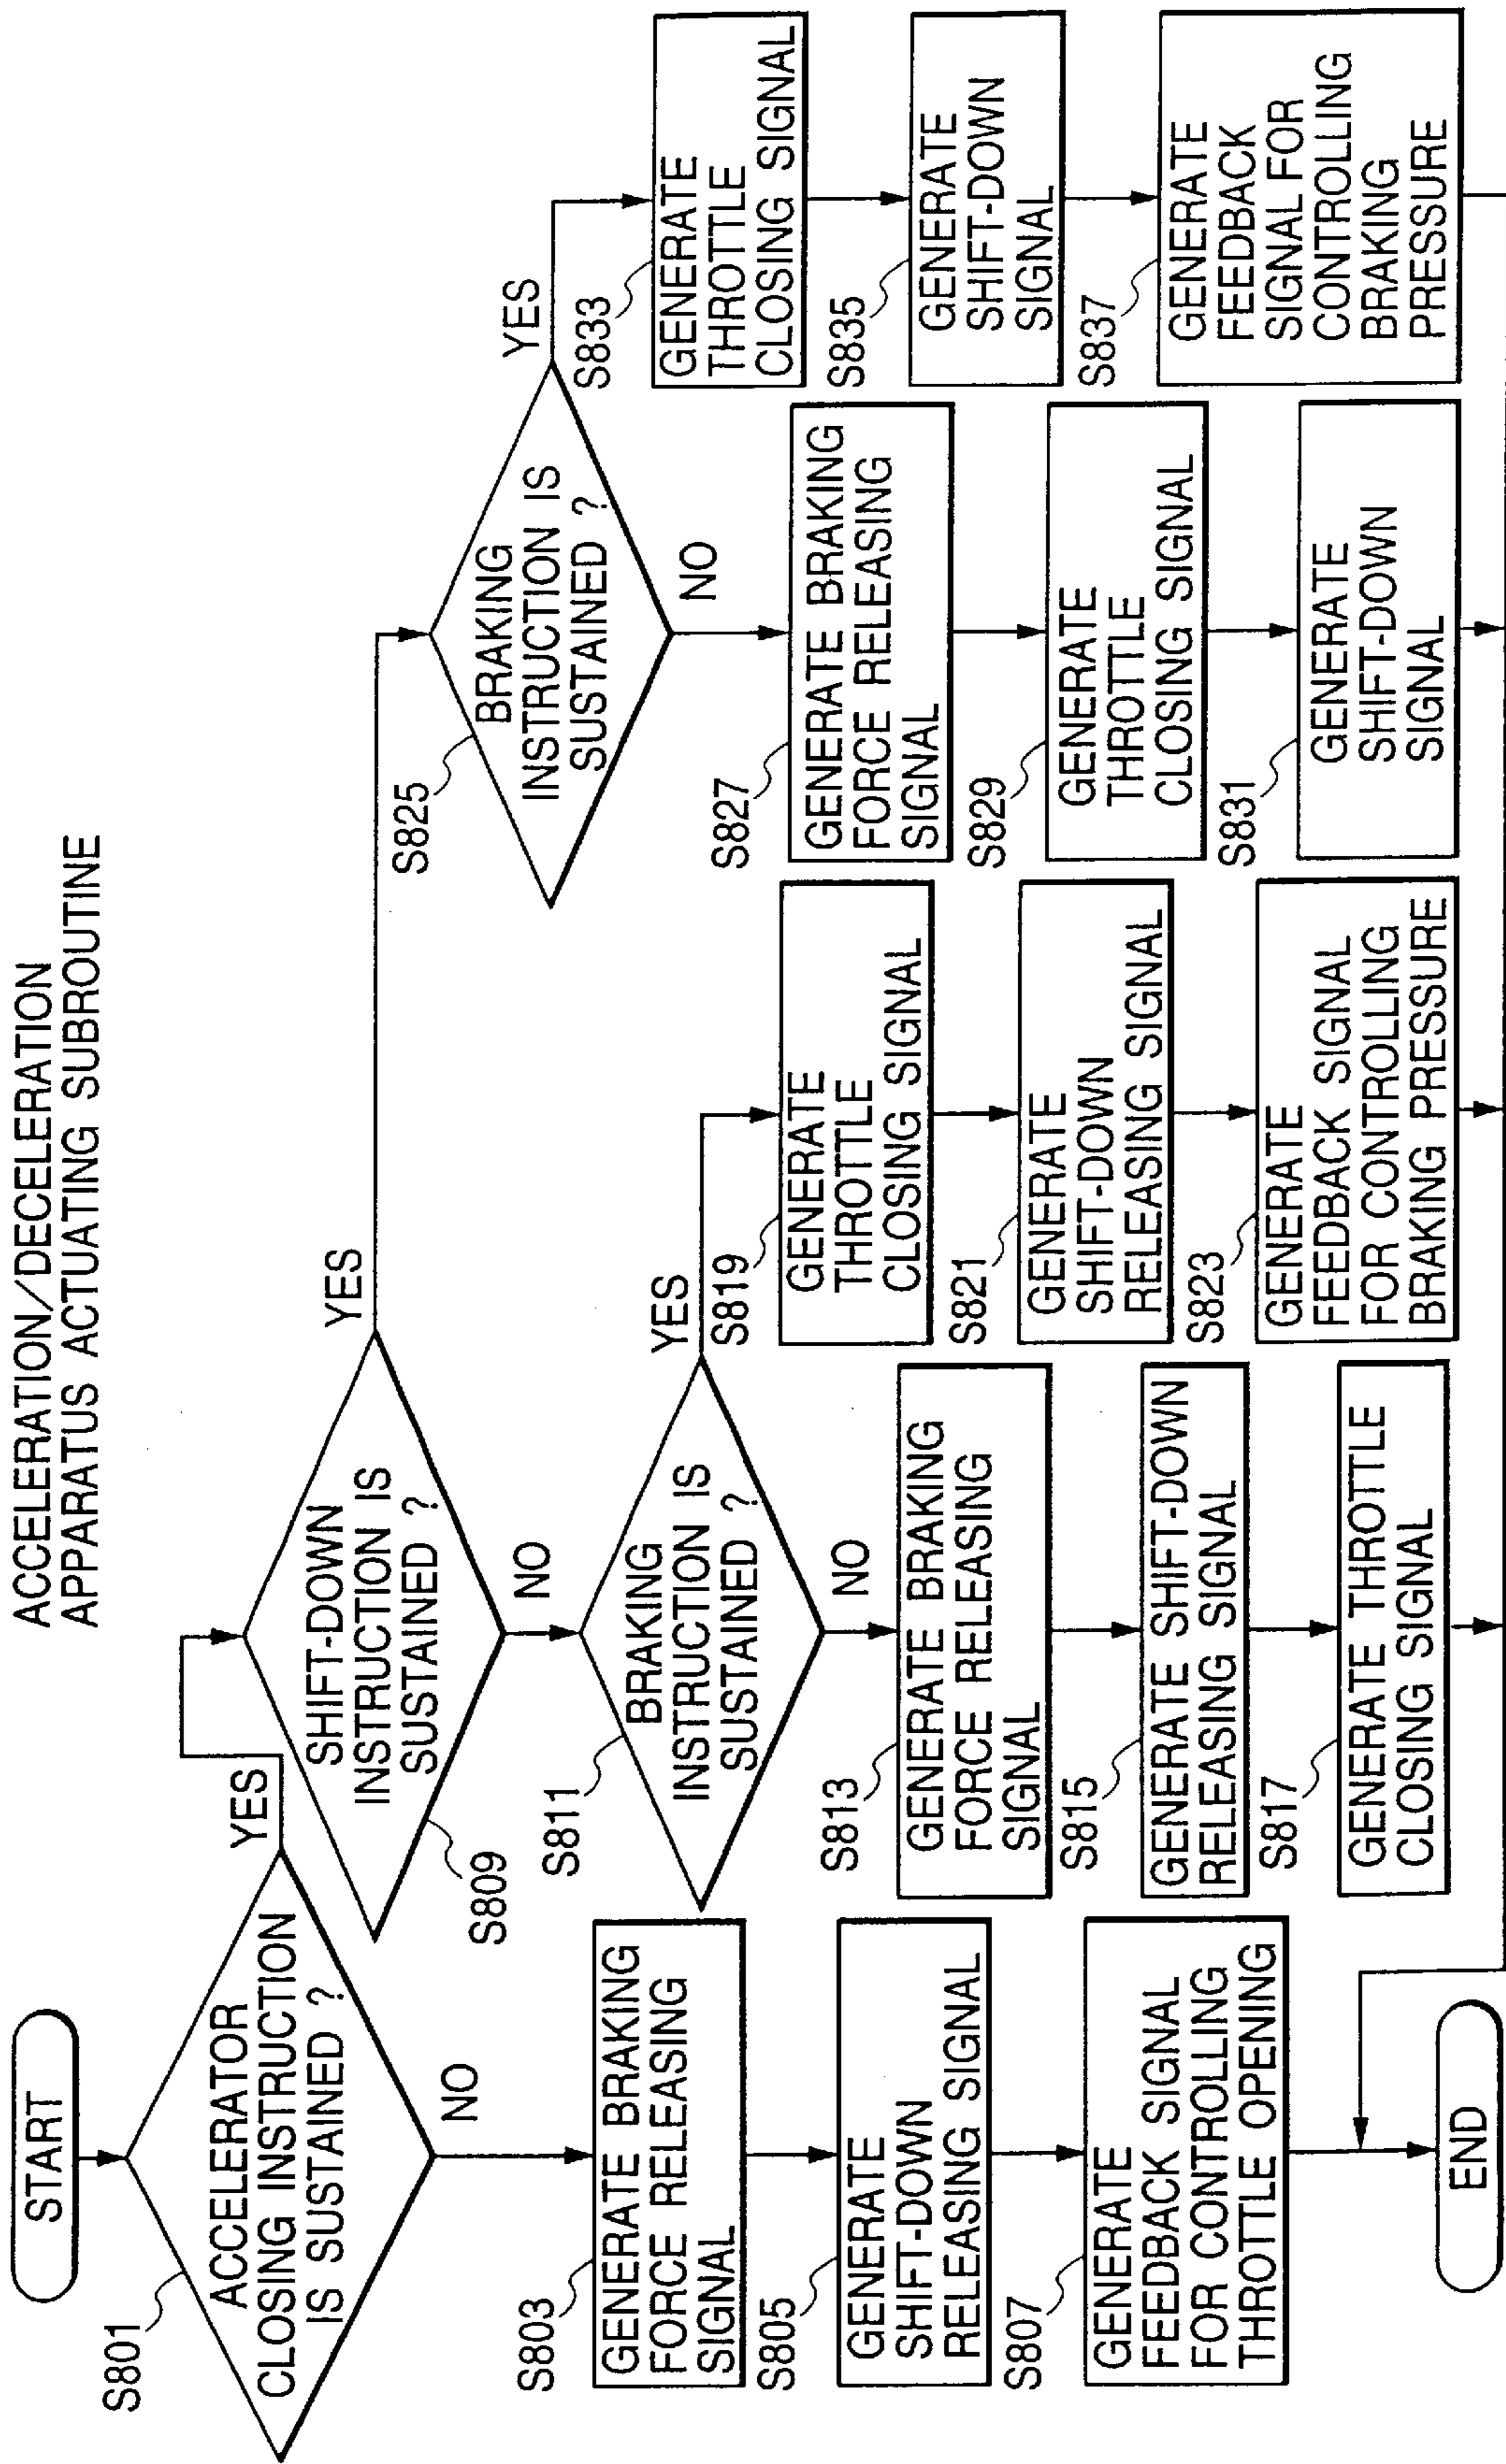 ACCELERATION/DECELERATION
APPARATUS ACTUATING SUBROUTINE
START
S801
ACCELERATOR
CLOSING INSTRUCTION
IS SUSTAINED ?
YES
NO
S803
GENERATE BRAKING
FORCE RELEASING
SIGNAL
S805
GENERATE
SHIFT-DOWN
RELEASING SIGNAL
S807
GENERATE
FEEDBACK SIGNAL
FOR CONTROLLING
THROTTLE OPENING
END
S809
SHIFT-DOWN
INSTRUCTION IS
SUSTAINED ?
YES
NO
S811
BRAKING
INSTRUCTION IS
SUSTAINED ?
YES
NO
S813
GENERATE BRAKING
FORCE RELEASING
SIGNAL
S815
GENERATE SHIFT-DOWN
RELEASING SIGNAL
S817
GENERATE THROTTLE
CLOSING SIGNAL
S819
GENERATE
THROTTLE
CLOSING SIGNAL
S821
GENERATE
SHIFT-DOWN
RELEASING SIGNAL
S823
GENERATE
FEEDBACK SIGNAL
FOR CONTROLLING
BRAKING PRESSURE
S825
BRAKING
INSTRUCTION IS
SUSTAINED ?
YES
NO
S827
GENERATE BRAKING
FORCE RELEASING
SIGNAL
S829
GENERATE
THROTTLE
CLOSING SIGNAL
S831
GENERATE
SHIFT-DOWN
SIGNAL
S833
GENERATE
THROTTLE
CLOSING SIGNAL
S835
GENERATE
SHIFT-DOWN
SIGNAL
S837
GENERATE
FEEDBACK
SIGNAL FOR
CONTROLLING
BRAKING
PRESSURE